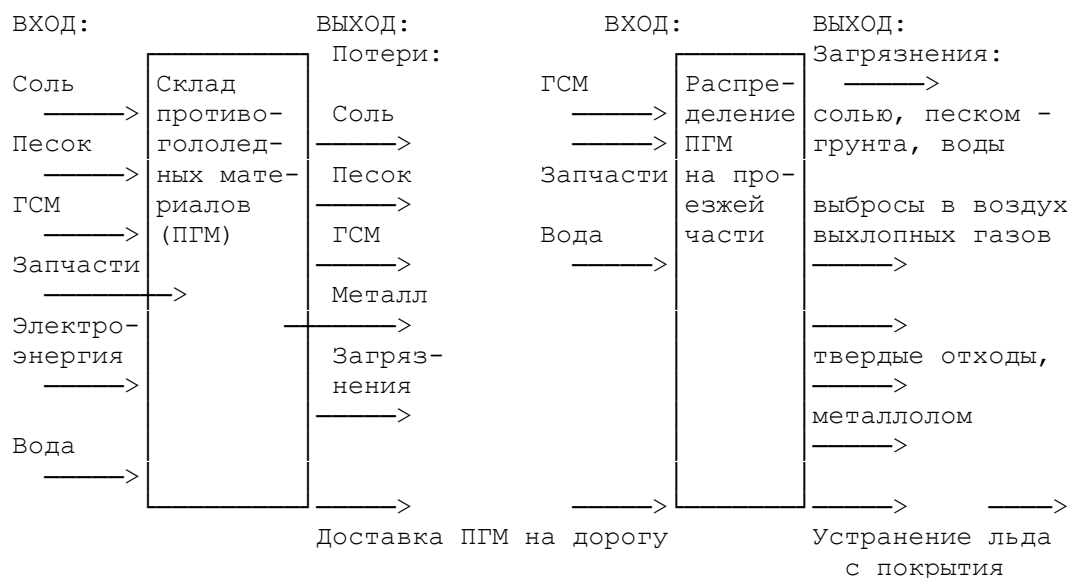 ВХОД: ВЫХОД: ВХОД: ВЫХОД:
Потери: Загрязнения:
Соль Склад ГСМ Распре-
противо- Соль деление солью, песком -
Песок гололед- ПГМ грунта, воды
ных мате- Песок Запчасти на про-
ГСМ риалов езжей выбросы в воздух
(ПГМ) ГСМ Вода части выхлопных газов
Запчасти
Металл
Электро-
энергия Загряз- твердые отходы,
нения
металлолом
Вода
Доставка ПГМ на дорогу Устранение льда
с покрытия